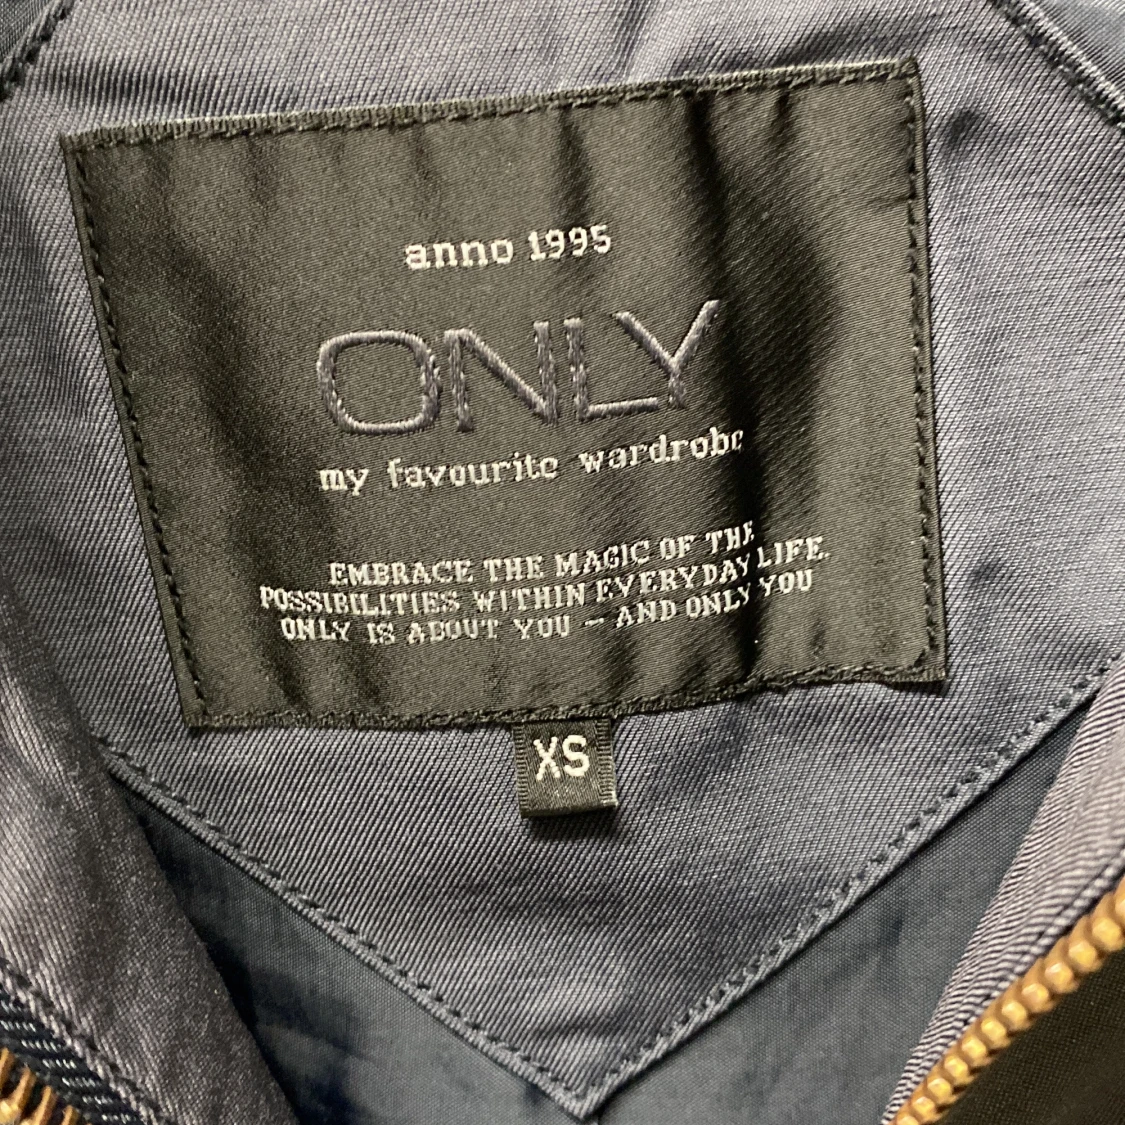 anno 1995
ONLY
my favourite wardrobe
EMBRACE THE MAGIC OF THE
POSSIBILITIES WITHIN EVERYDAY LIFE.
ONLY IS ABOUT YOU – AND ONLY YOU
XS